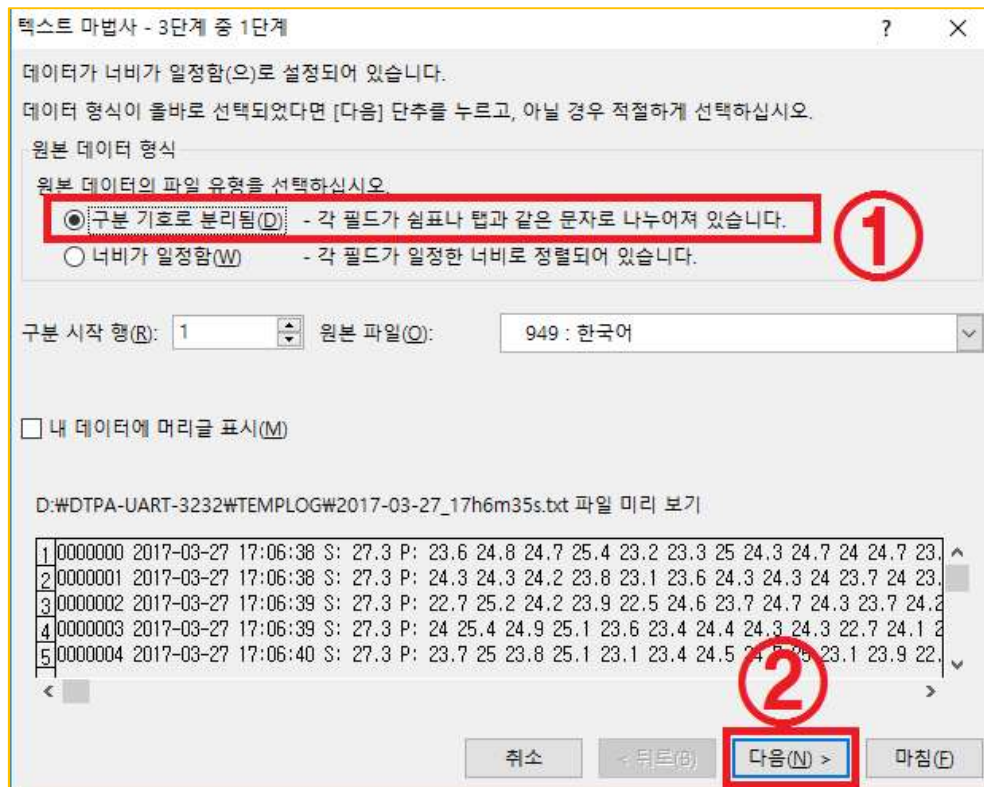 텍스트 마법사 - 3단계 중 1단계 ? ×
데이터가 너비가 일정함(으)로 설정되어 있습니다.
데이터 형식이 올바로 선택되었다면 [다음] 단추를 누르고, 아닐 경우 적절하게 선택하십시오.
원본 데이터 형식
원본 데이터의 파일 유형을 선택하십시오.
구분 기호로 분리됨(D) - 각 필드가 쉼표나 탭과 같은 문자로 나누어져 있습니다.
①
너비가 일정함(W) - 각 필드가 일정한 너비로 정렬되어 있습니다.
구분 시작 행(R): 1 원본 파일(O): 949 : 한국어
내 데이터에 머리글 표시(M)
D:₩DTPA-UART-3232₩TEMPLOG₩2017-03-27_17h6m35s.txt 파일 미리 보기
1 0000000 2017-03-27 17:06:38 S: 27.3 P: 23.6 24.8 24.7 25.4 23.2 23.3 25 24.3 24.7 24 24.7 23.
2 0000001 2017-03-27 17:06:38 S: 27.3 P: 24.3 24.3 24.2 23.8 23.1 23.6 24.3 24.3 24 23.7 24 23.
3 0000002 2017-03-27 17:06:39 S: 27.3 P: 22.7 25.2 24.2 23.9 22.5 24.6 23.7 24.7 24.3 23.7 24.2
4 0000003 2017-03-27 17:06:39 S: 27.3 P: 24 25.4 24.9 25.1 23.6 23.4 24.4 24.3 24.3 22.7 24.1 2
5 0000004 2017-03-27 17:06:40 S: 27.3 P: 23.7 25 23.8 25.1 23.1 23.4 24.5 23.1 23.9 22.
②
취소 < 뒤로(B) 다음(N) > 마침(F)